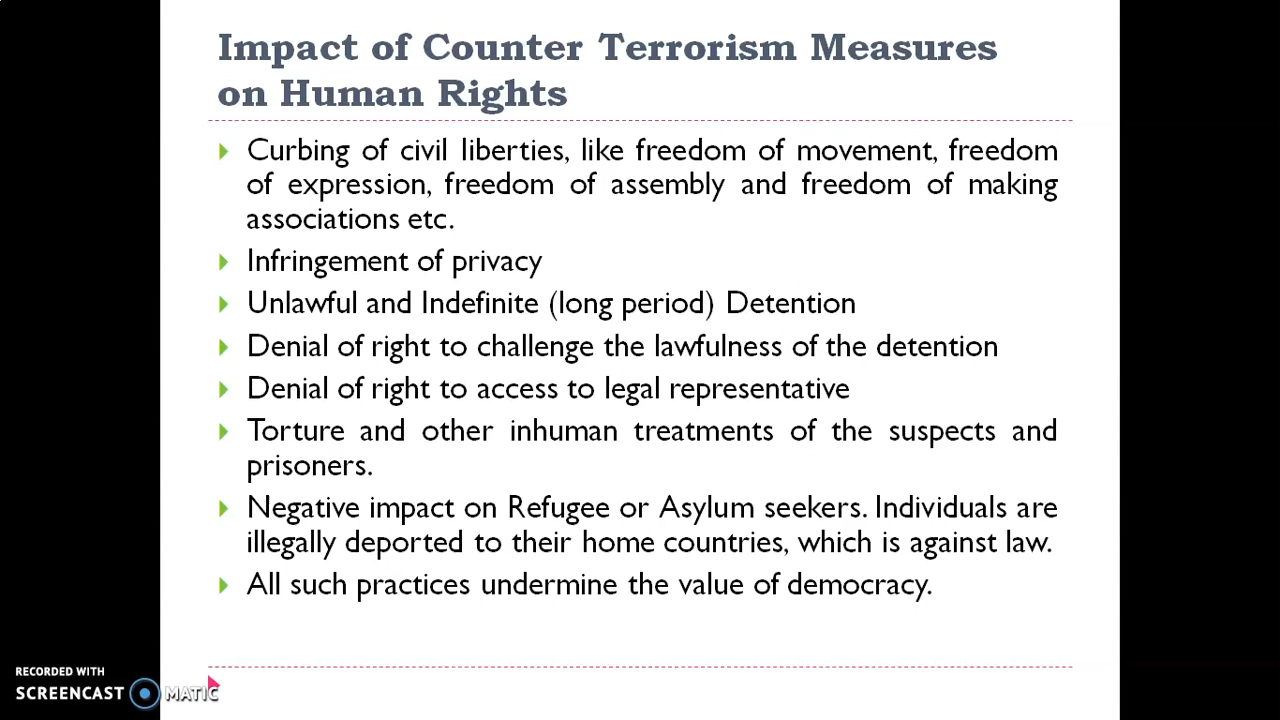 Impact of Counter Terrorism Measures
on Human Rights
Curbing of civil liberties, like freedom of movement, freedom
of expression, freedom of assembly and freedom of making
associations etc.
Infringement of privacy
Unlawful and Indefinite (long period) Detention
Denial of right to challenge the lawfulness of the detention
Denial of right to access to legal representative
Torture and other inhuman treatments of the suspects and
prisoners.
Negative impact on Refugee or Asylum seekers. Individuals are
illegally deported to their home countries, which is against law.
All such practices undermine the value of democracy.
RECORDED WITH
SCREENCAST MATIC